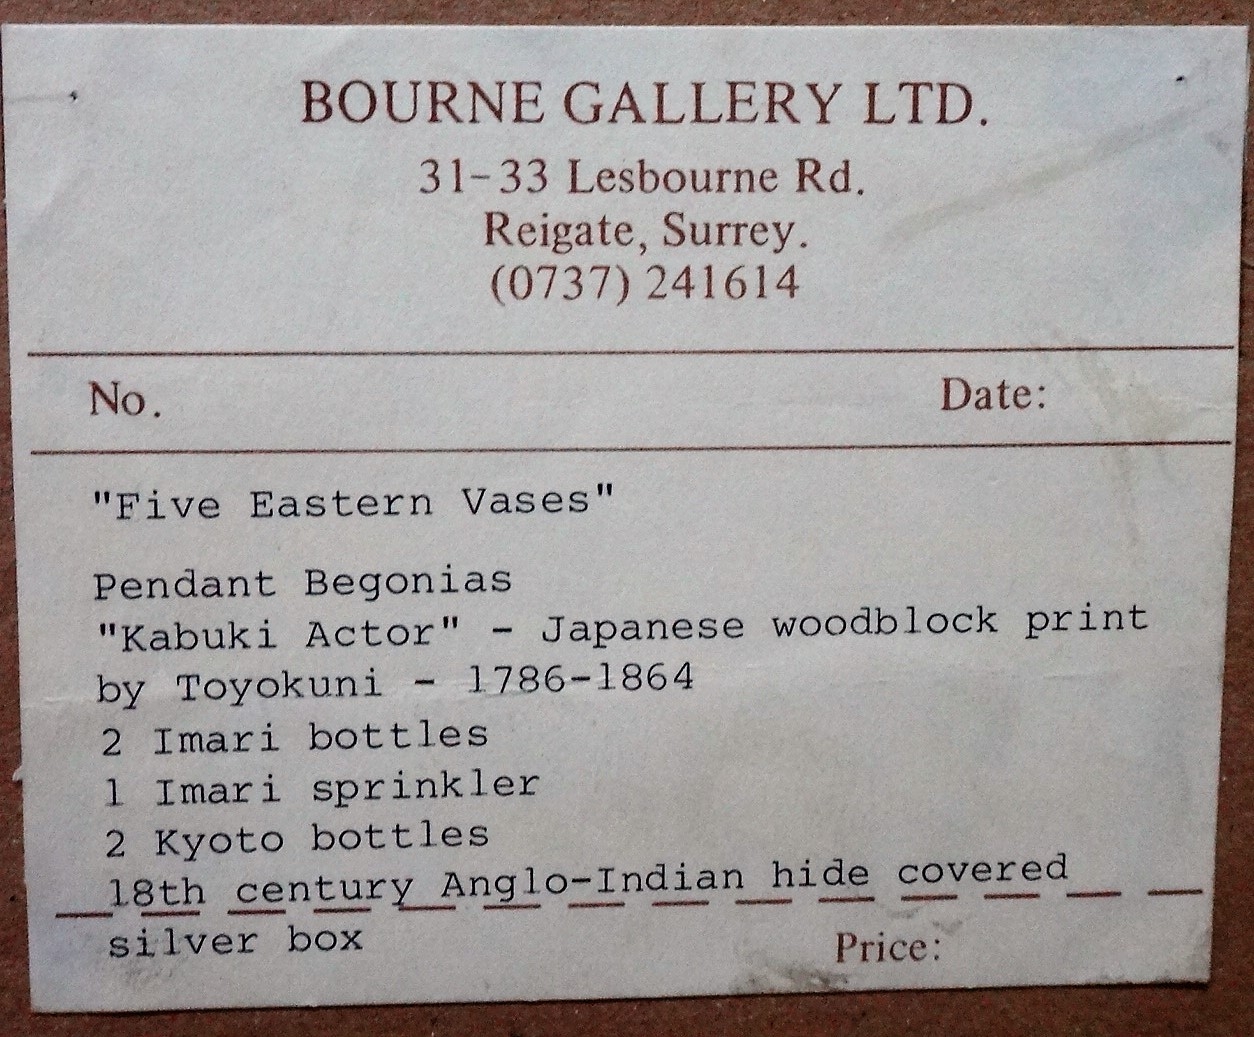 BOURNE GALLERY LTD.
31-33 Lesbourne Rd.
Reigate, Surrey.
(0737) 241614
No. Date:
"Five Eastern Vases"
Pendant Begonias
"Kabuki Actor" - Japanese woodblock print
by Toyokuni - 1786-1864
2 Imari bottles
1 Imari sprinkler
2 Kyoto bottles
18th century Anglo-Indian hide covered
silver box Price: